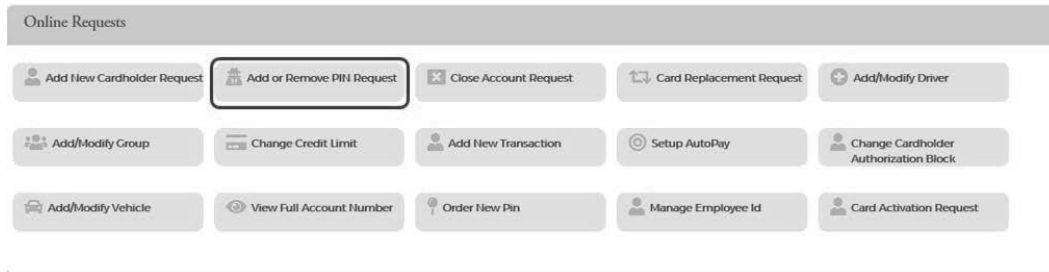 Online Requests
Add New Cardholder Request
Add or Remove PIN Request
Close Account Request
Card Replacement Request
Add/Modify Driver
Add/Modify Group
Change Credit Limit
Add New Transaction
Setup AutoPay
Change Cardholder
Authorization Block
Add/Modify Vehicle
View Full Account Number
Order New Pin
Manage Employee Id
Card Activation Request